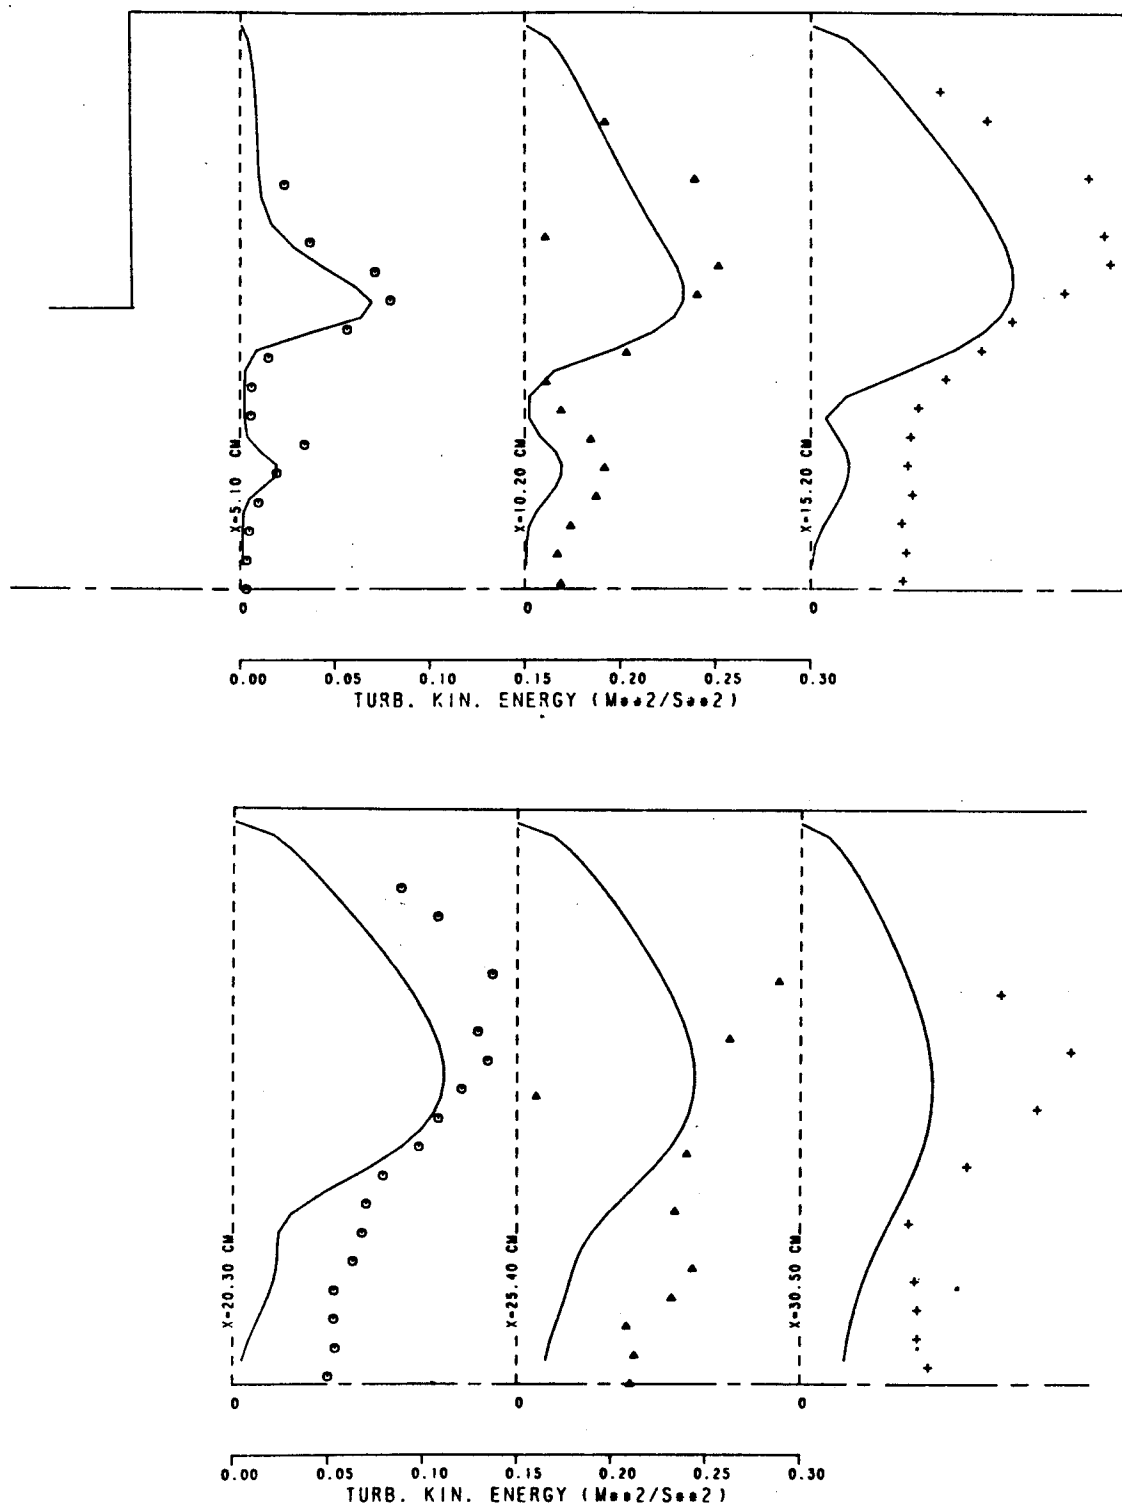 X=5.10 CM
X=10.20 CM
X=15.20 CM
0
0
0
0.00 0.05 0.10 0.15 0.20 0.25 0.30
TURB. KIN. ENERGY (M**2/S**2)
X=20.30 CM
X=25.40 CM
X=30.50 CM
0
0
0
0.00 0.05 0.10 0.15 0.20 0.25 0.30
TURB. KIN. ENERGY (M**2/S**2)